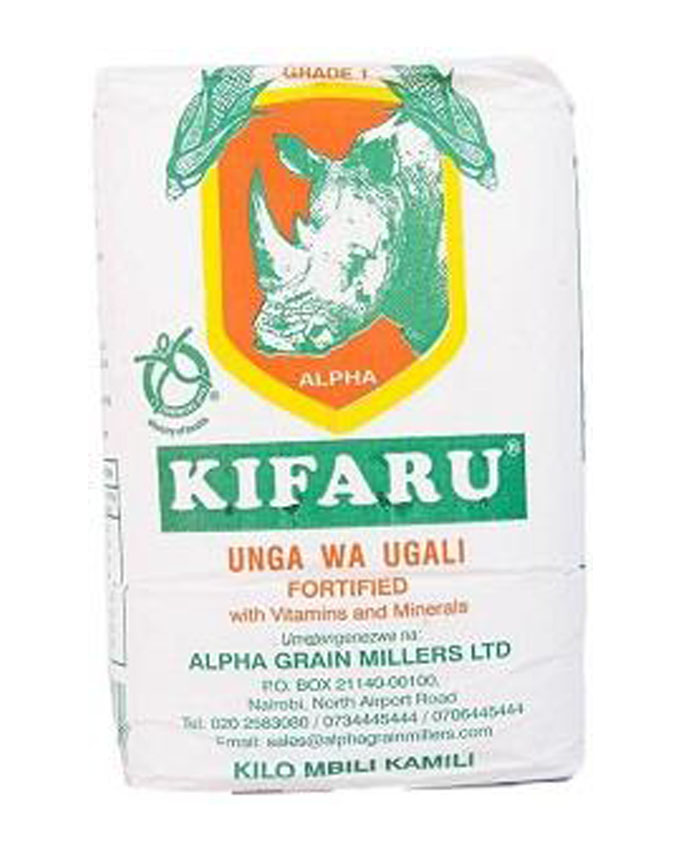 GRADE 1
ALPHA
KIFARU®
UNGA WA UGALI
FORTIFIED
with Vitamins and Minerals
Umetengenezwa na:
ALPHA GRAIN MILLERS LTD
P.O. BOX 21140-00100,
Nairobi, North Airport Road
Tel: 020 2583080 / 0734445444 / 0706445444
Email: sales@alphagrainmillers.com
KILO MBILI KAMILI